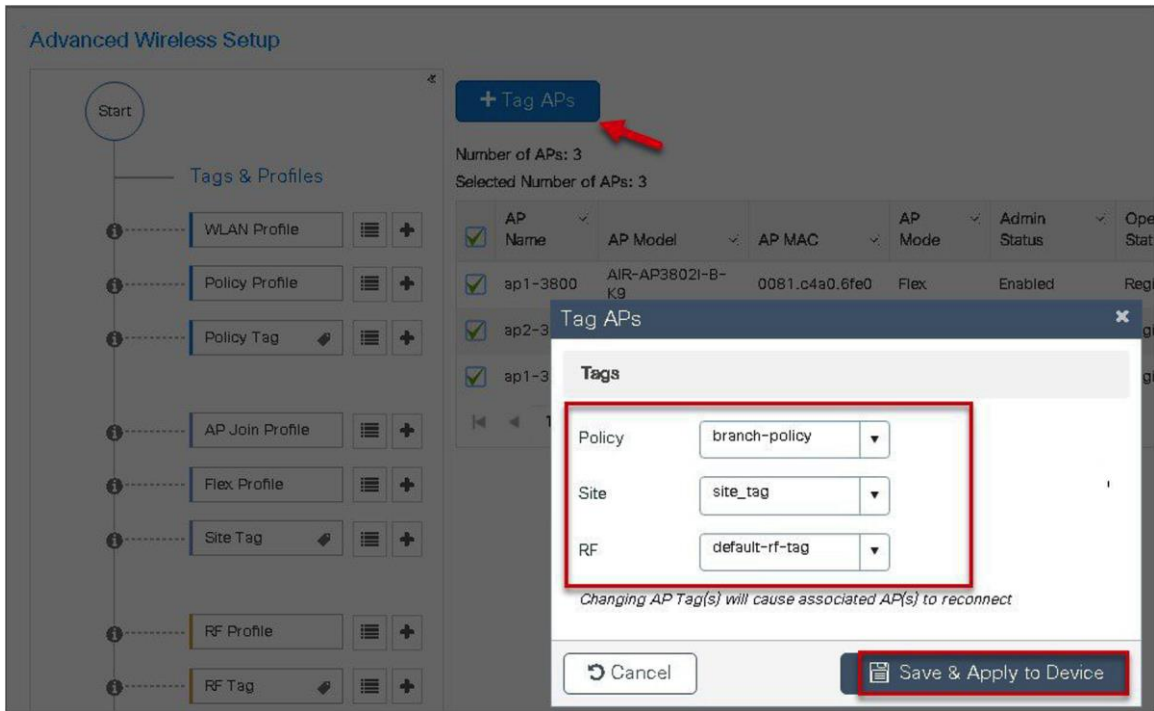 Advanced Wireless Setup
Start
Tags & Profiles
WLAN Profile
Policy Profile
Policy Tag
AP Join Profile
Flex Profile
Site Tag
RF Profile
RF Tag
+ Tag APs
Number of APs: 3
Selected Number of APs: 3
AP Name
AP Model
AP MAC
AP Mode
Admin Status
ap1-3800
AIR-AP3802I-B-K9
0081.c4a0.6fe0
Flex
Enabled
ap2-3
ap1-3
Tag APs
Tags
Policy
branch-policy
Site
site_tag
RF
default-rf-tag
Changing AP Tag(s) will cause associated AP(s) to reconnect
Cancel
Save & Apply to Device